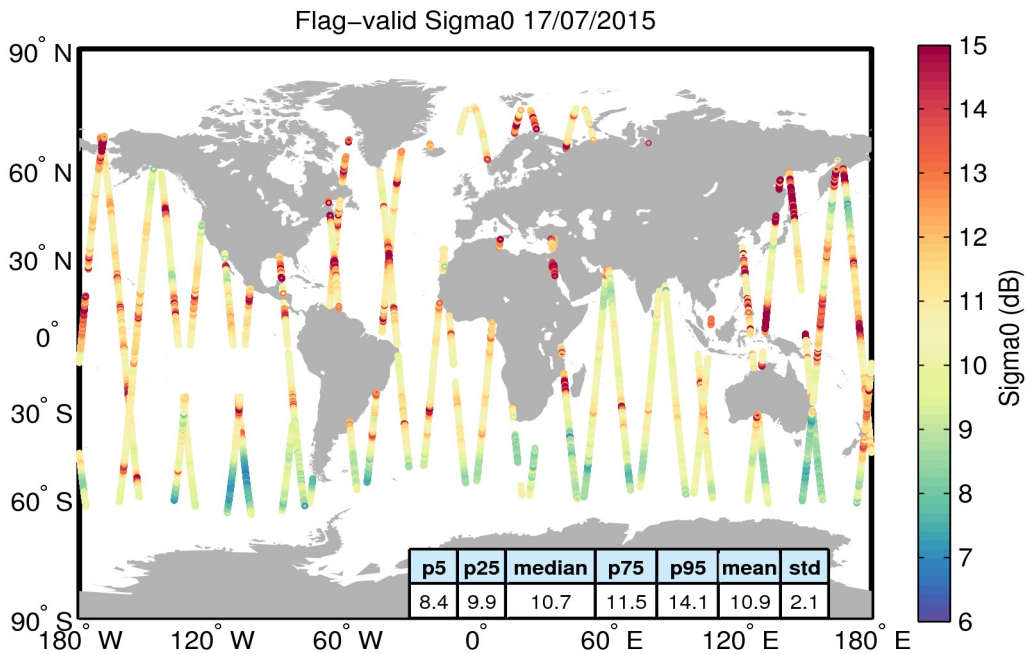 Flag−valid Sigma0 17/07/2015
90° N
60° N
30° N
0°
30° S
60° S
90° S
180° W
120° W
60° W
0°
60° E
120° E
180° E
p5 p25 median p75 p95 mean std
8.4 9.9 10.7 11.5 14.1 10.9 2.1
15
14
13
12
11
10
9
8
7
6
Sigma0 (dB)